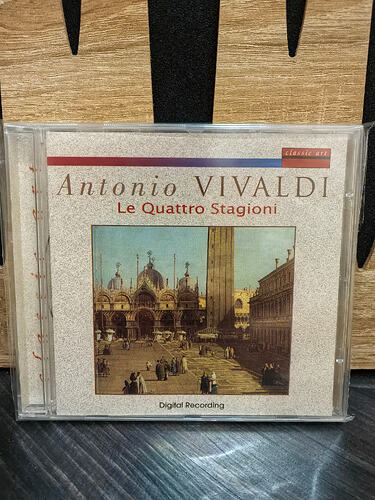 classic art
Antonio VIVALDI
Le Quattro Stagioni
Digital Recording